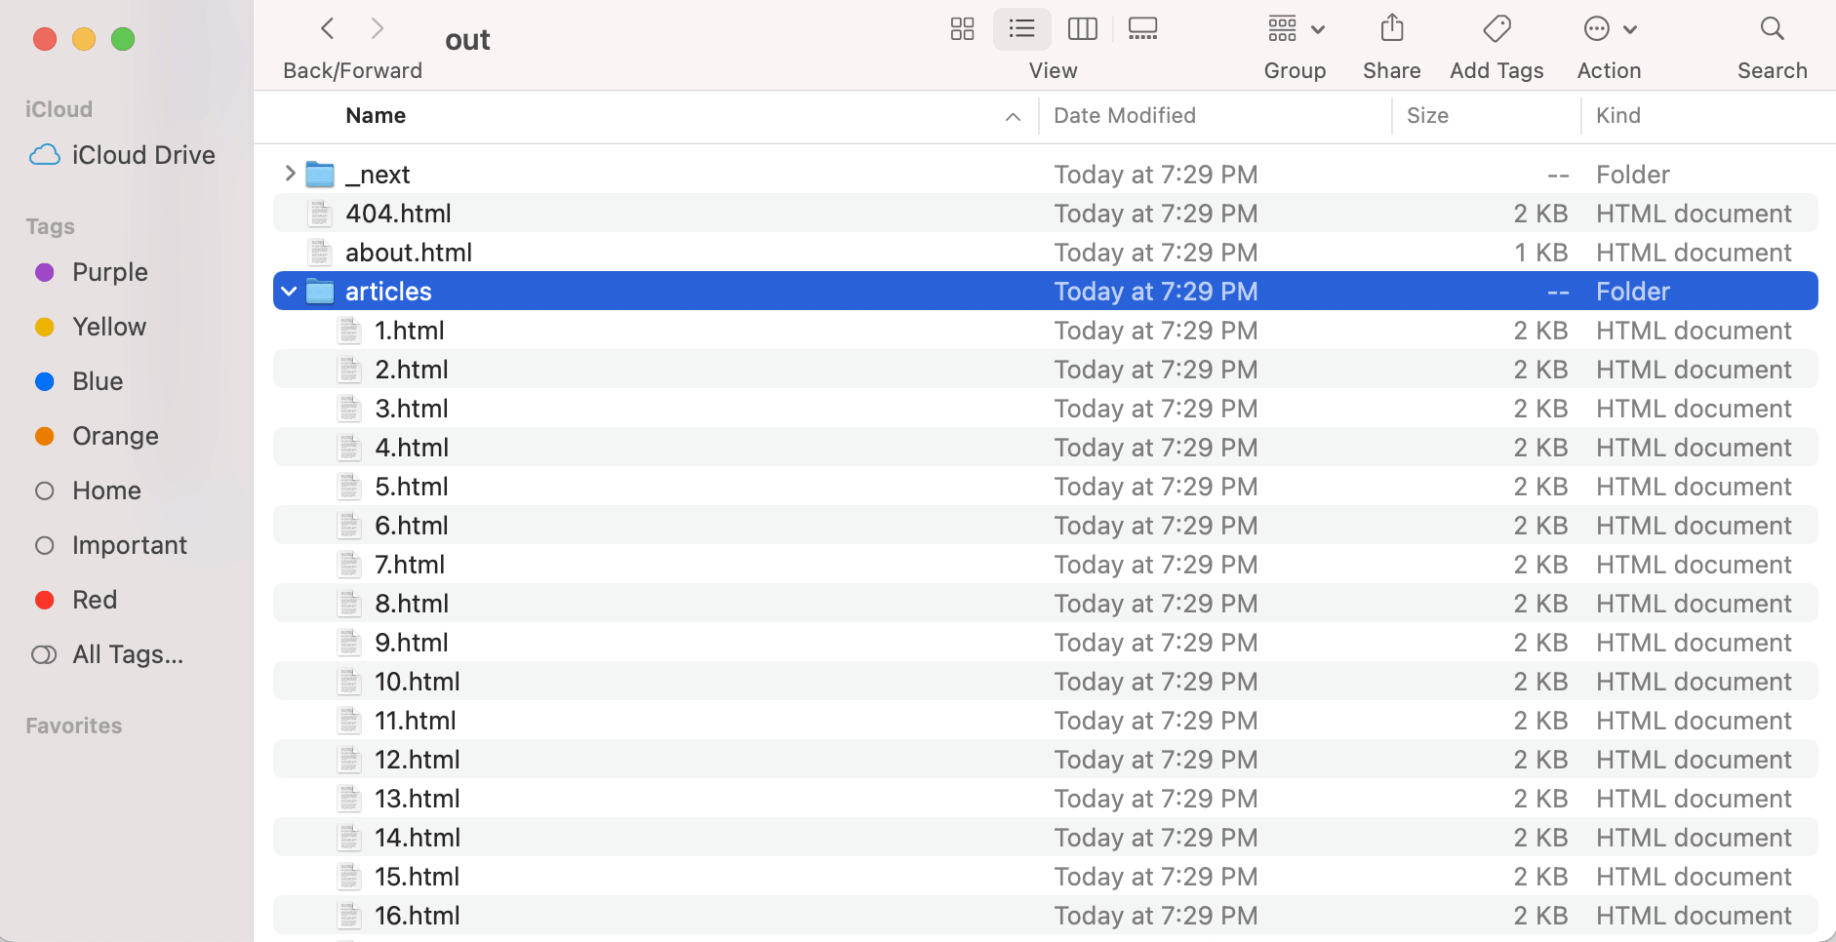 out
Back/Forward
View
Group
Share
Add Tags
Action
Search
iCloud
iCloud Drive
Tags
Purple
Yellow
Blue
Orange
Home
Important
Red
All Tags...
Favorites
Name Date Modified Size Kind
_next Today at 7:29 PM -- Folder
404.html Today at 7:29 PM 2 KB HTML document
about.html Today at 7:29 PM 1 KB HTML document
articles Today at 7:29 PM -- Folder
1.html Today at 7:29 PM 2 KB HTML document
2.html Today at 7:29 PM 2 KB HTML document
3.html Today at 7:29 PM 2 KB HTML document
4.html Today at 7:29 PM 2 KB HTML document
5.html Today at 7:29 PM 2 KB HTML document
6.html Today at 7:29 PM 2 KB HTML document
7.html Today at 7:29 PM 2 KB HTML document
8.html Today at 7:29 PM 2 KB HTML document
9.html Today at 7:29 PM 2 KB HTML document
10.html Today at 7:29 PM 2 KB HTML document
11.html Today at 7:29 PM 2 KB HTML document
12.html Today at 7:29 PM 2 KB HTML document
13.html Today at 7:29 PM 2 KB HTML document
14.html Today at 7:29 PM 2 KB HTML document
15.html Today at 7:29 PM 2 KB HTML document
16.html Today at 7:29 PM 2 KB HTML document